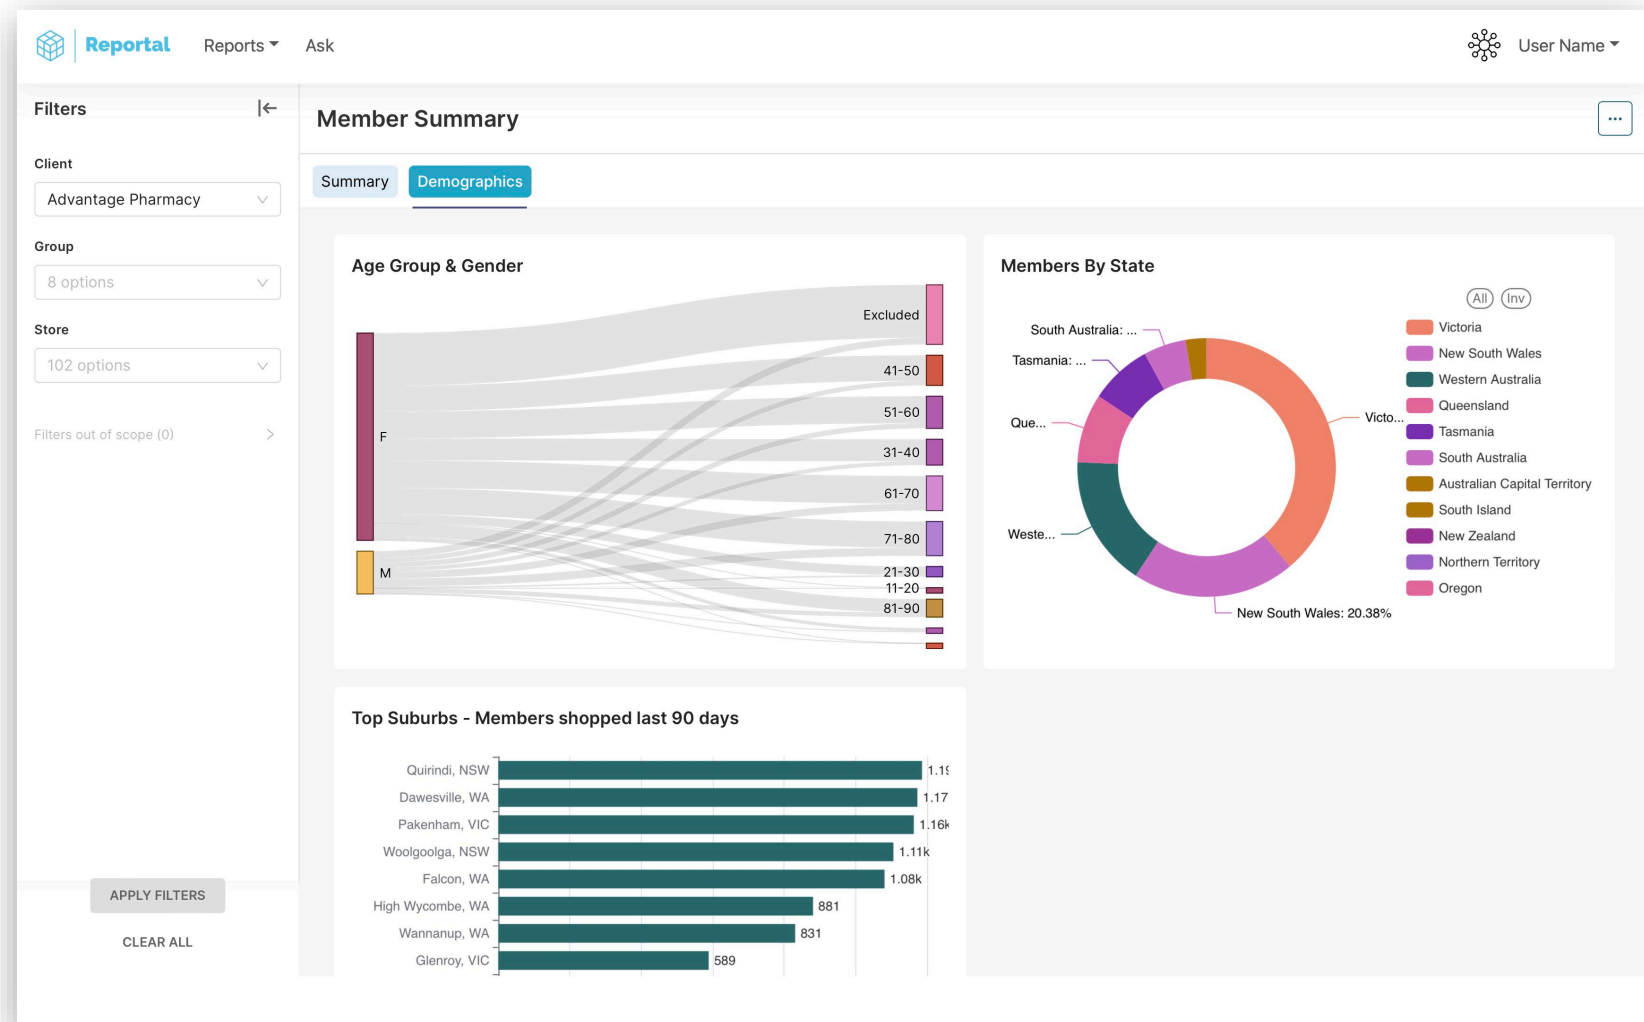 Reportal Reports Ask User Name
Filters
Client
Advantage Pharmacy
Group
8 options
Store
102 options
Filters out of scope (0)
APPLY FILTERS
CLEAR ALL
Member Summary
...
Summary Demographics
Age Group & Gender
F
M
Excluded
41-50
51-60
31-40
61-70
71-80
21-30
11-20
81-90
Members By State
All Inv
South Australia: ...
Tasmania: ...
Que...
Weste...
Victo...
New South Wales: 20.38%
Victoria
New South Wales
Western Australia
Queensland
Tasmania
South Australia
Australian Capital Territory
South Island
New Zealand
Northern Territory
Oregon
Top Suburbs - Members shopped last 90 days
Quirindi, NSW
Dawesville, WA 1.17
Pakenham, VIC 1.16k
Woolgoolga, NSW 1.11k
Falcon, WA 1.08k
High Wycombe, WA 881
Wannanup, WA 831
Glenroy, VIC 589